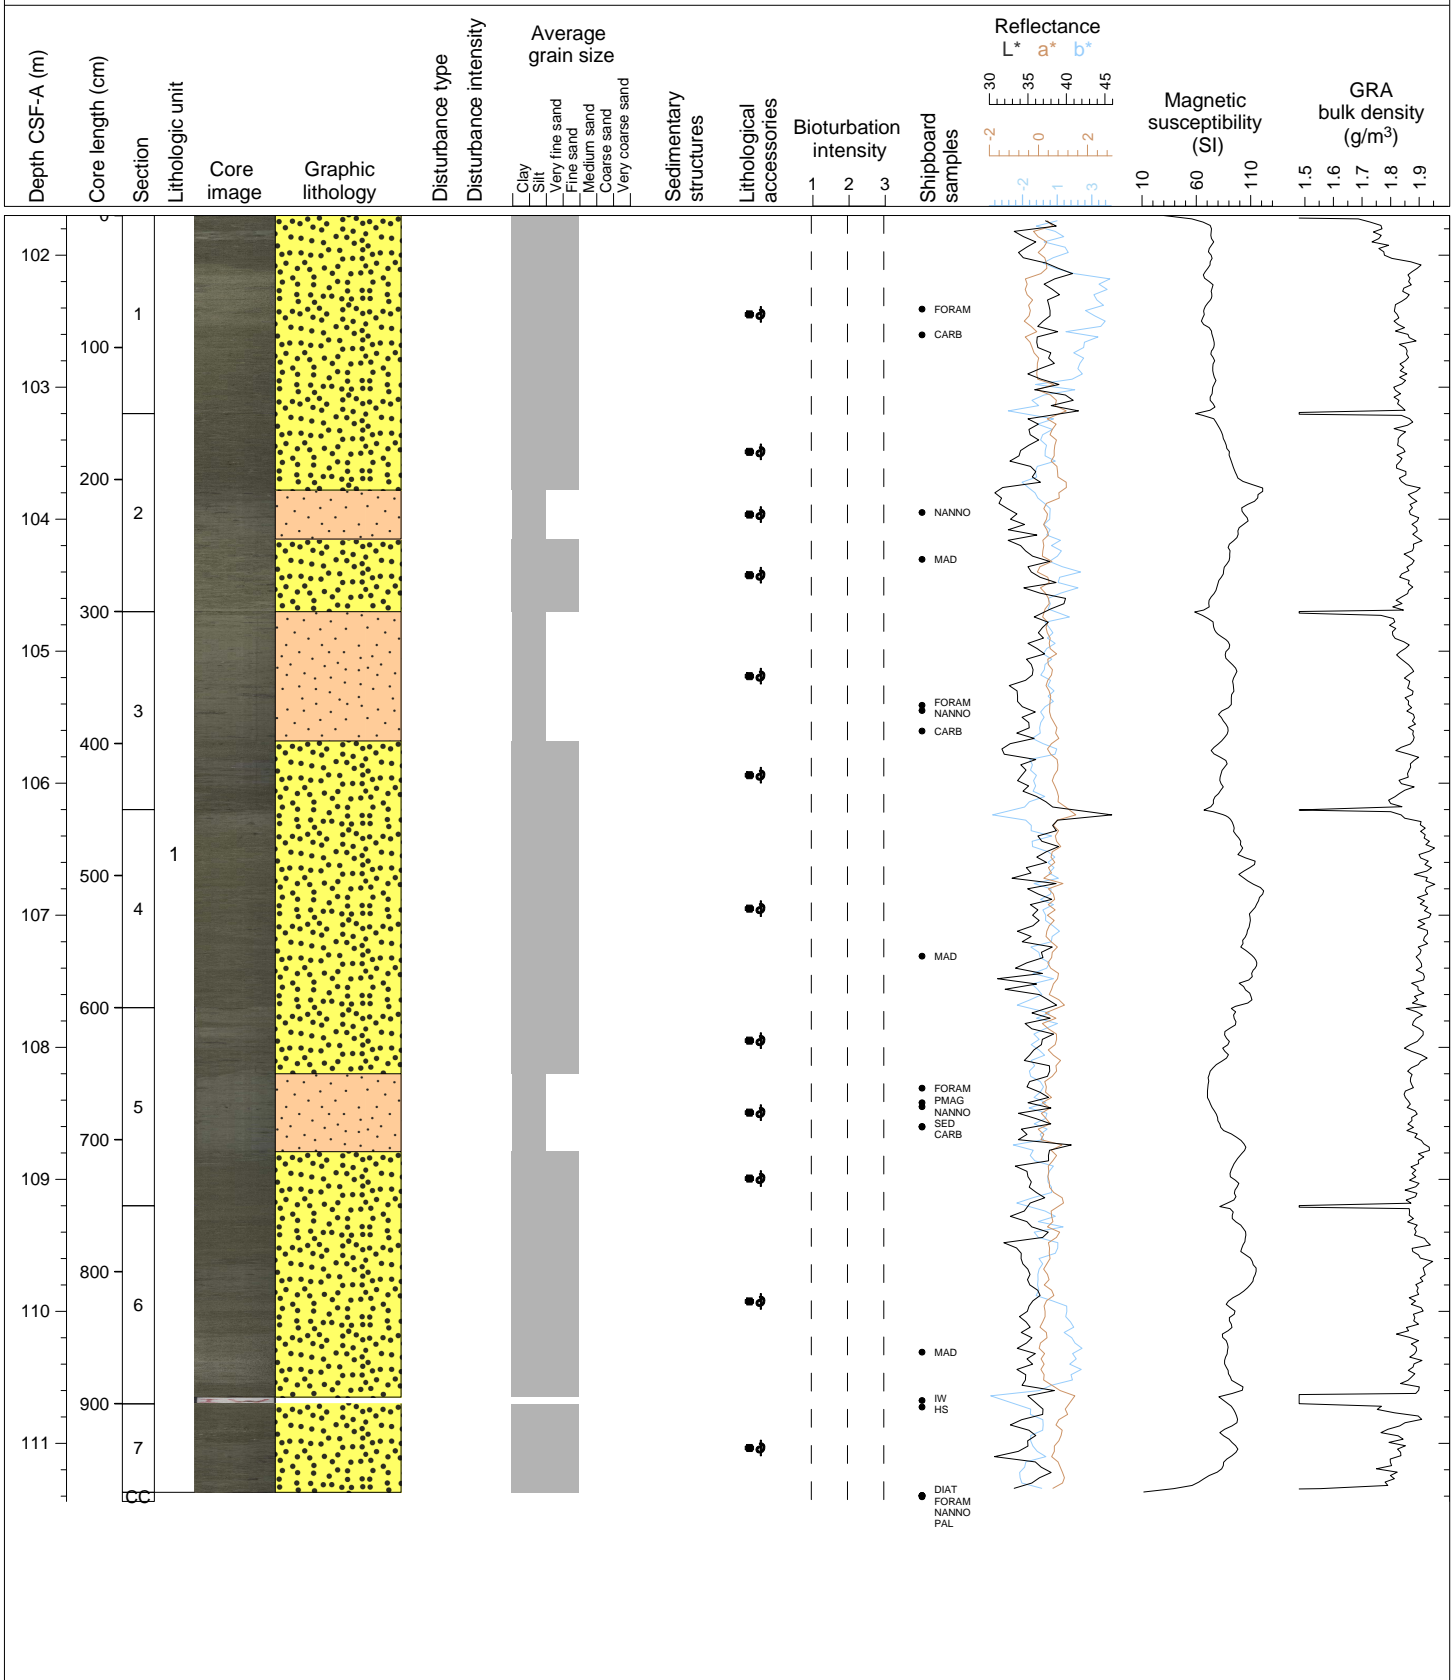 Depth CSF-A (m)
Core length (cm)
Section
Lithologic unit
Core
image
Graphic
lithology
Disturbance type
Disturbance intensity
Average
grain size
Clay
Silt
Very fine sand
Fine sand
Medium sand
Coarse sand
Very coarse sand
Sedimentary
structures
Lithological
accessories
Bioturbation
intensity
1 2 3
Shipboard
samples
Reflectance
L* a* b*
30 35 40 45
-2 0 2
-2 1 3
Magnetic
susceptibility
(SI)
10 60 110
GRA
bulk density
(g/m³)
1.5 1.6 1.7 1.8 1.9
0
102
1
FORAM
CARB
100
103
200
2
104
NANNO
MAD
300
105
3
FORAM
NANNO
CARB
400
106
1
500
4
107
MAD
600
108
5
FORAM
PMAG
NANNO
SED
CARB
700
109
800
6
110
MAD
900
IW
HS
111
7
CC
DIAT
FORAM
NANNO
PAL